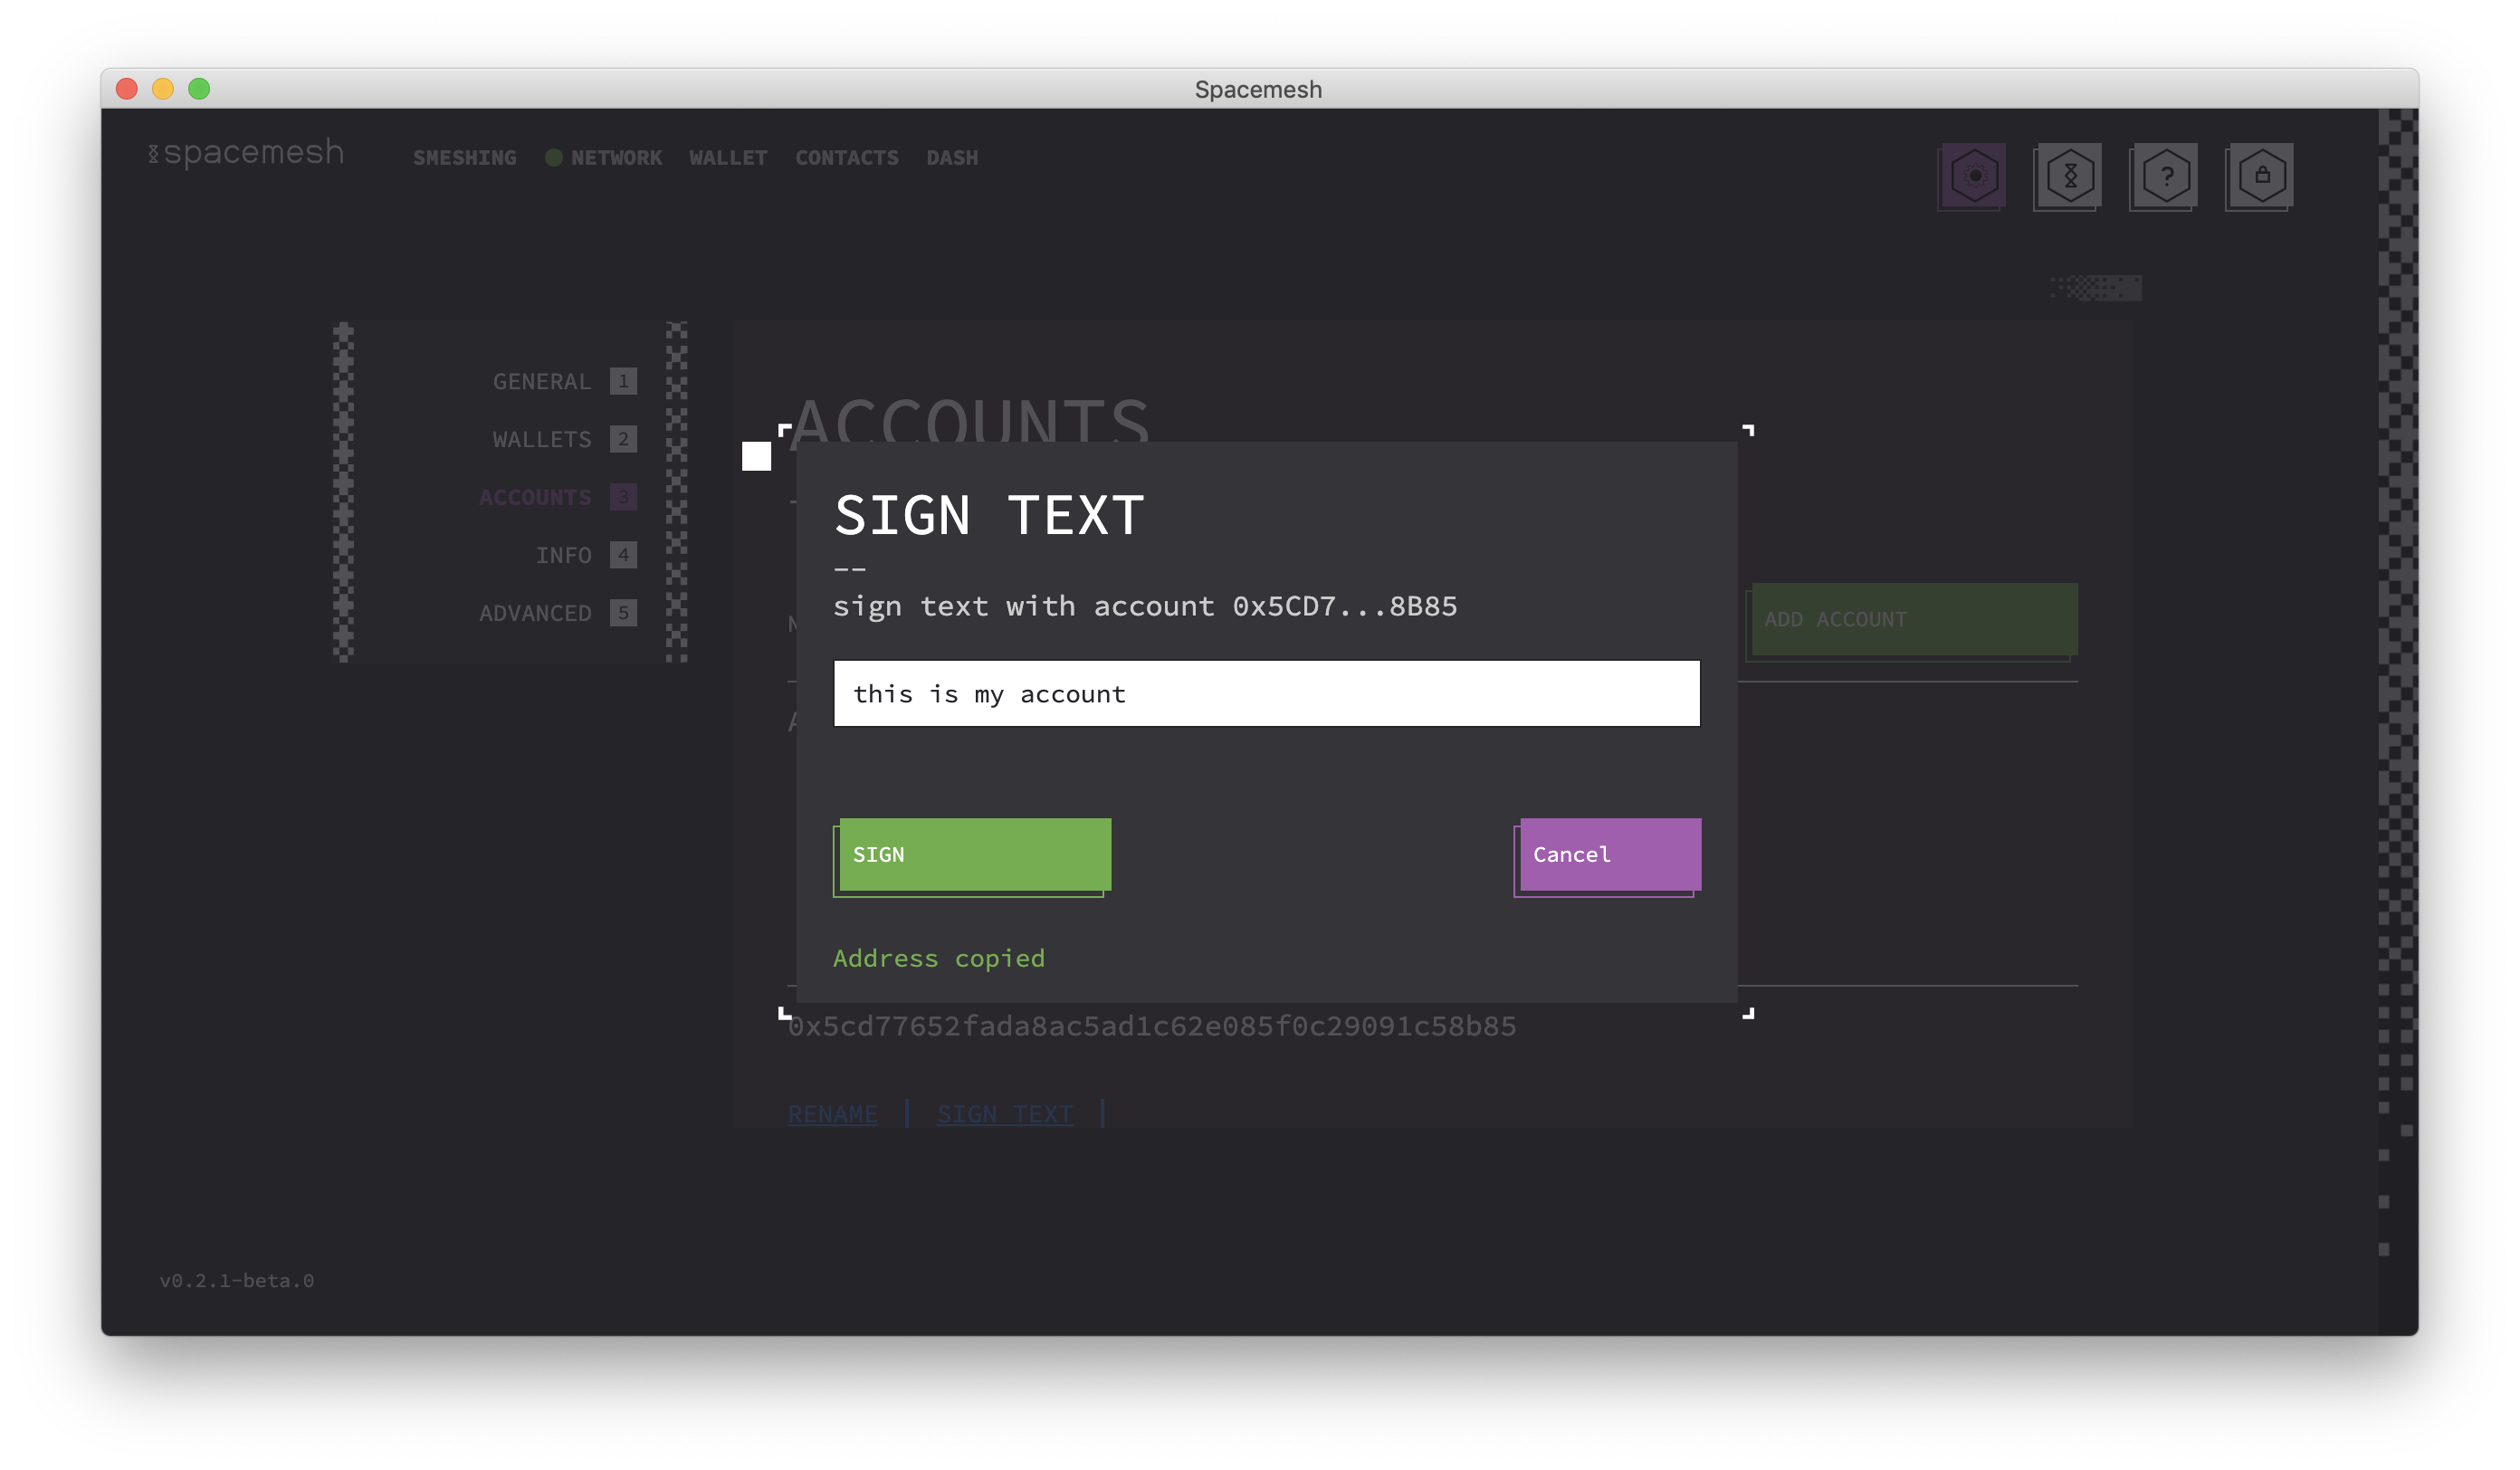 Spacemesh
spacemesh
SMESHING NETWORK WALLET CONTACTS DASH
?
GENERAL 1
WALLETS 2
ACCOUNTS 3
INFO 4
ADVANCED 5
ACCOUNTS
SIGN TEXT
--
sign text with account 0x5CD7...8B85
ADD ACCOUNT
this is my account
SIGN
Cancel
Address copied
0x5cd77652fada8ac5ad1c62e085f0c29091c58b85
RENAME | SIGN TEXT |
v0.2.1-beta.0